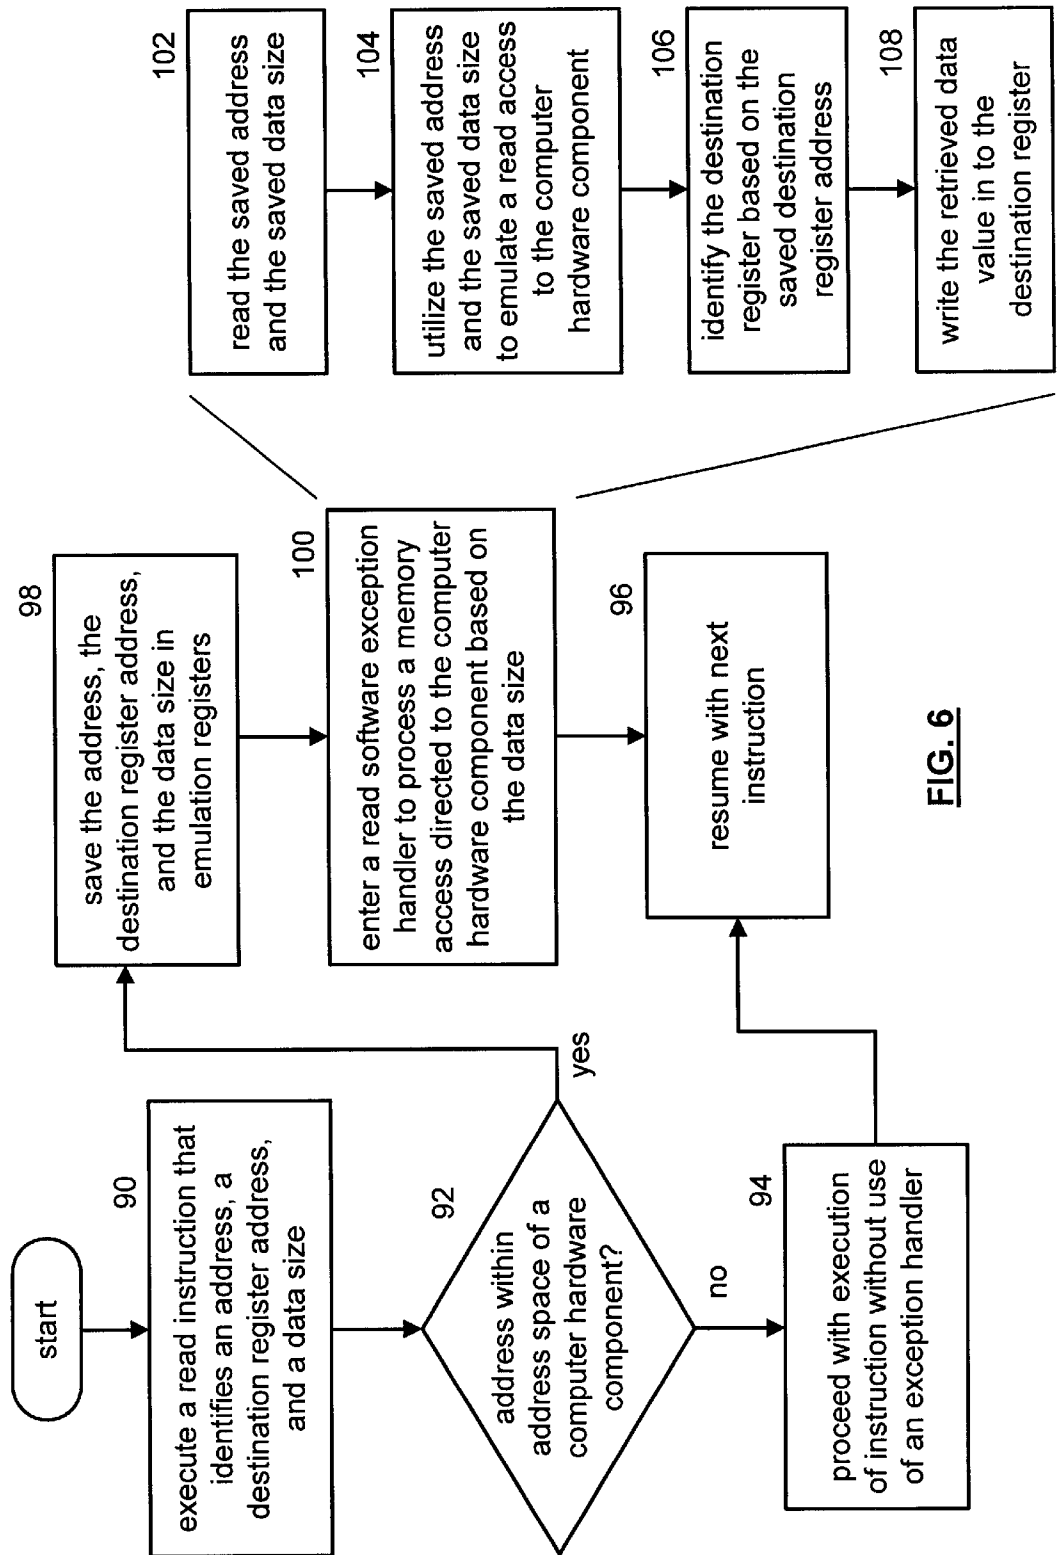 start
90
execute a read instruction that
identifies an address, a
destination register address,
and a data size
92
address within
address space of a
computer hardware
component?
yes
no
94
proceed with execution
of instruction without use
of an exception handler
98
save the address, the
destination register address,
and the data size in
emulation registers
100
enter a read software exception
handler to process a memory
access directed to the computer
hardware component based on
the data size
96
resume with next
instruction
102
read the saved address
and the saved data size
104
utilize the saved address
and the saved data size
to emulate a read access
to the computer
hardware component
106
identify the destination
register based on the
saved destination
register address
108
write the retrieved data
value in to the
destination register
FIG. 6